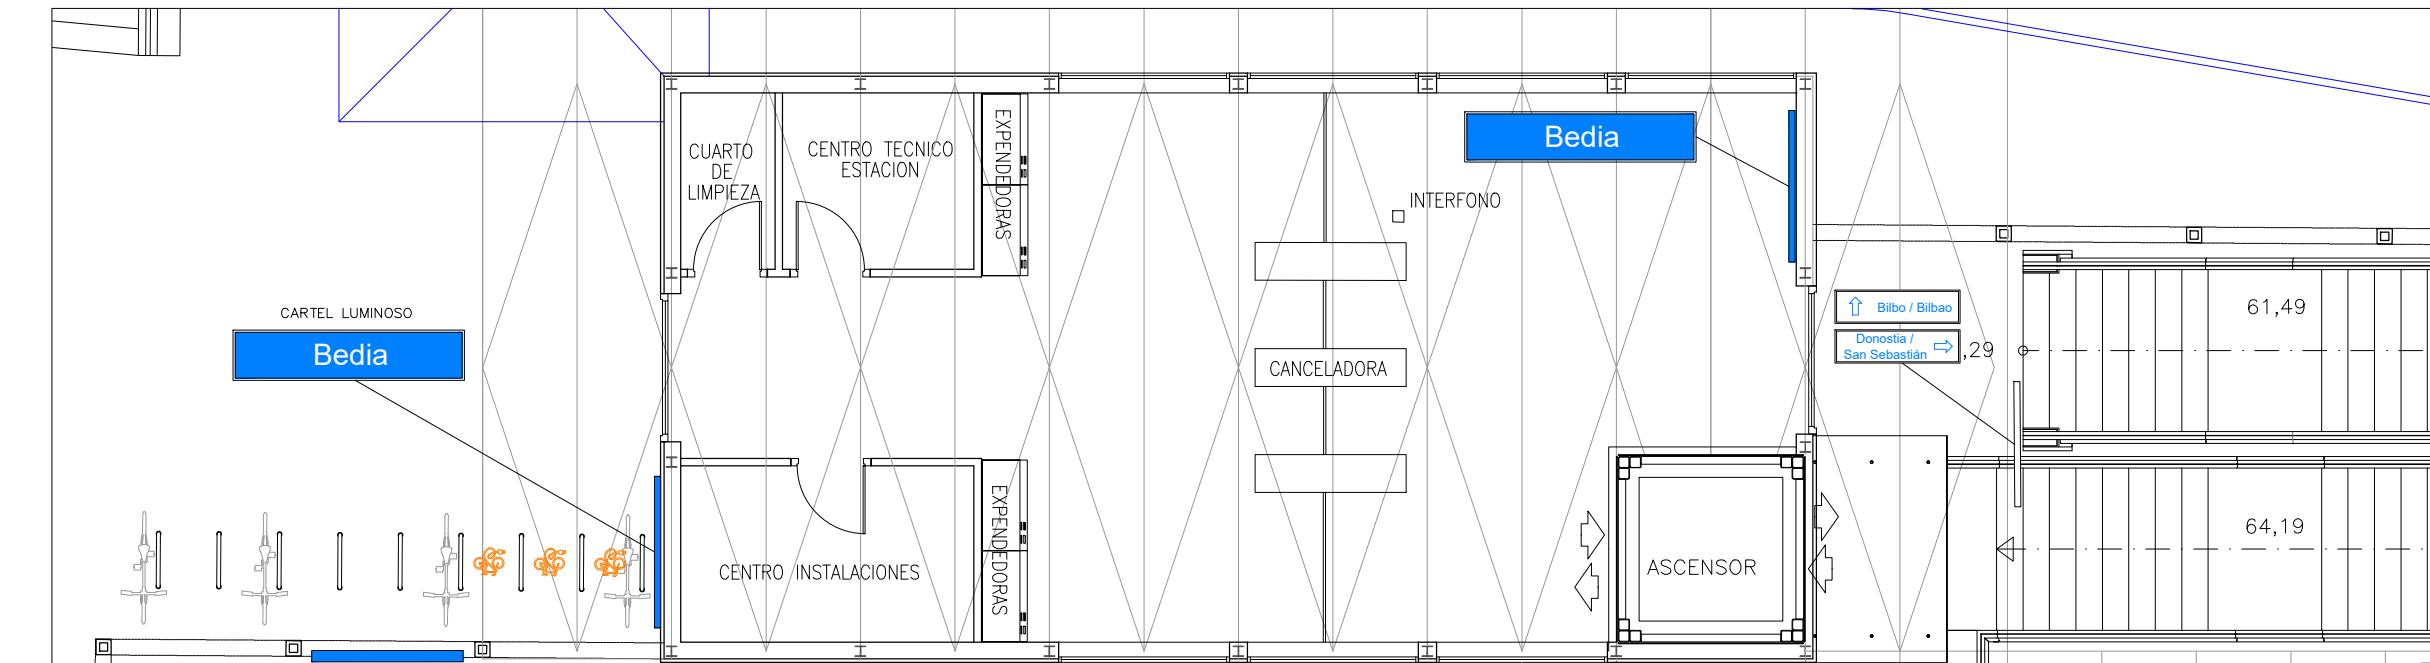 CUARTO
DE
LIMPIEZA
CENTRO TECNICO
ESTACION
EXPENDEDORAS
Bedia
INTERFONO
CARTEL LUMINOSO
Bedia
CANCELADORA
Bilbo / Bilbao
Donostia /
San Sebastián
,29
61,49
CENTRO INSTALACIONES
EXPENDEDORAS
ASCENSOR
64,19